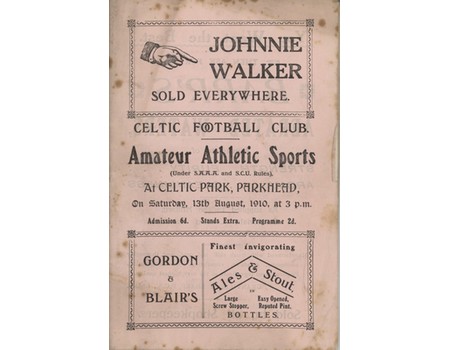 JOHNNIE
WALKER
SOLD EVERYWHERE.
CELTIC FOOTBALL CLUB.
Amateur Athletic Sports
(Under S.A.A.A. and S.C.U. Rules).
At CELTIC PARK, PARKHEAD,
On Saturday, 13th August, 1910, at 3 p.m.
Admission 6d. Stands Extra. Programme 2d.
GORDON
&
BLAIR'S
Finest invigorating
Ales & Stout.
IN
Large
Screw Stopper,
Easy Opened,
Reputed Pint.
BOTTLES.